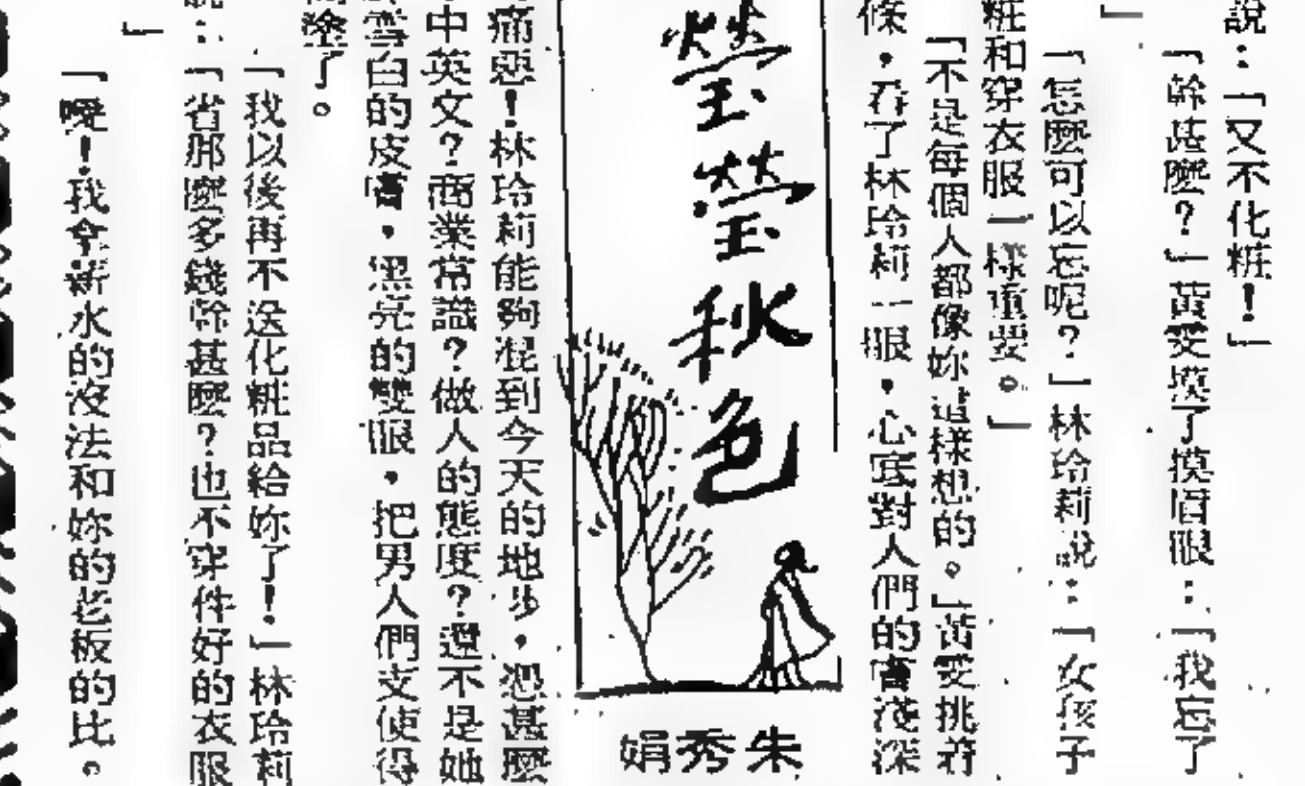 說：「又不化粧！」
「幹甚麼？」黃雯摸了摸眉眼：「我忘了
」
「怎麼可以忘呢？」林玲莉說：「女孩子
粧和穿衣服一樣重要。」
「不是每個人都像妳這樣想的。」黃雯挑着
條，看了林玲莉一眼，心底對人們的膚淺深
瑩瑩秋色
朱秀娟
痛惡！林玲莉能夠混到今天的地步，憑甚麼
中英文？商業常識？做人的態度？還不是她
雪白的皮膚，黑亮的雙眼，把男人們支使得
塗了。
「我以後再不送化粧品給妳了！」林玲莉
說：「省那麼多錢幹甚麼？也不穿件好的衣服
」
「噯！我拿薪水的沒法和妳的老板的比。